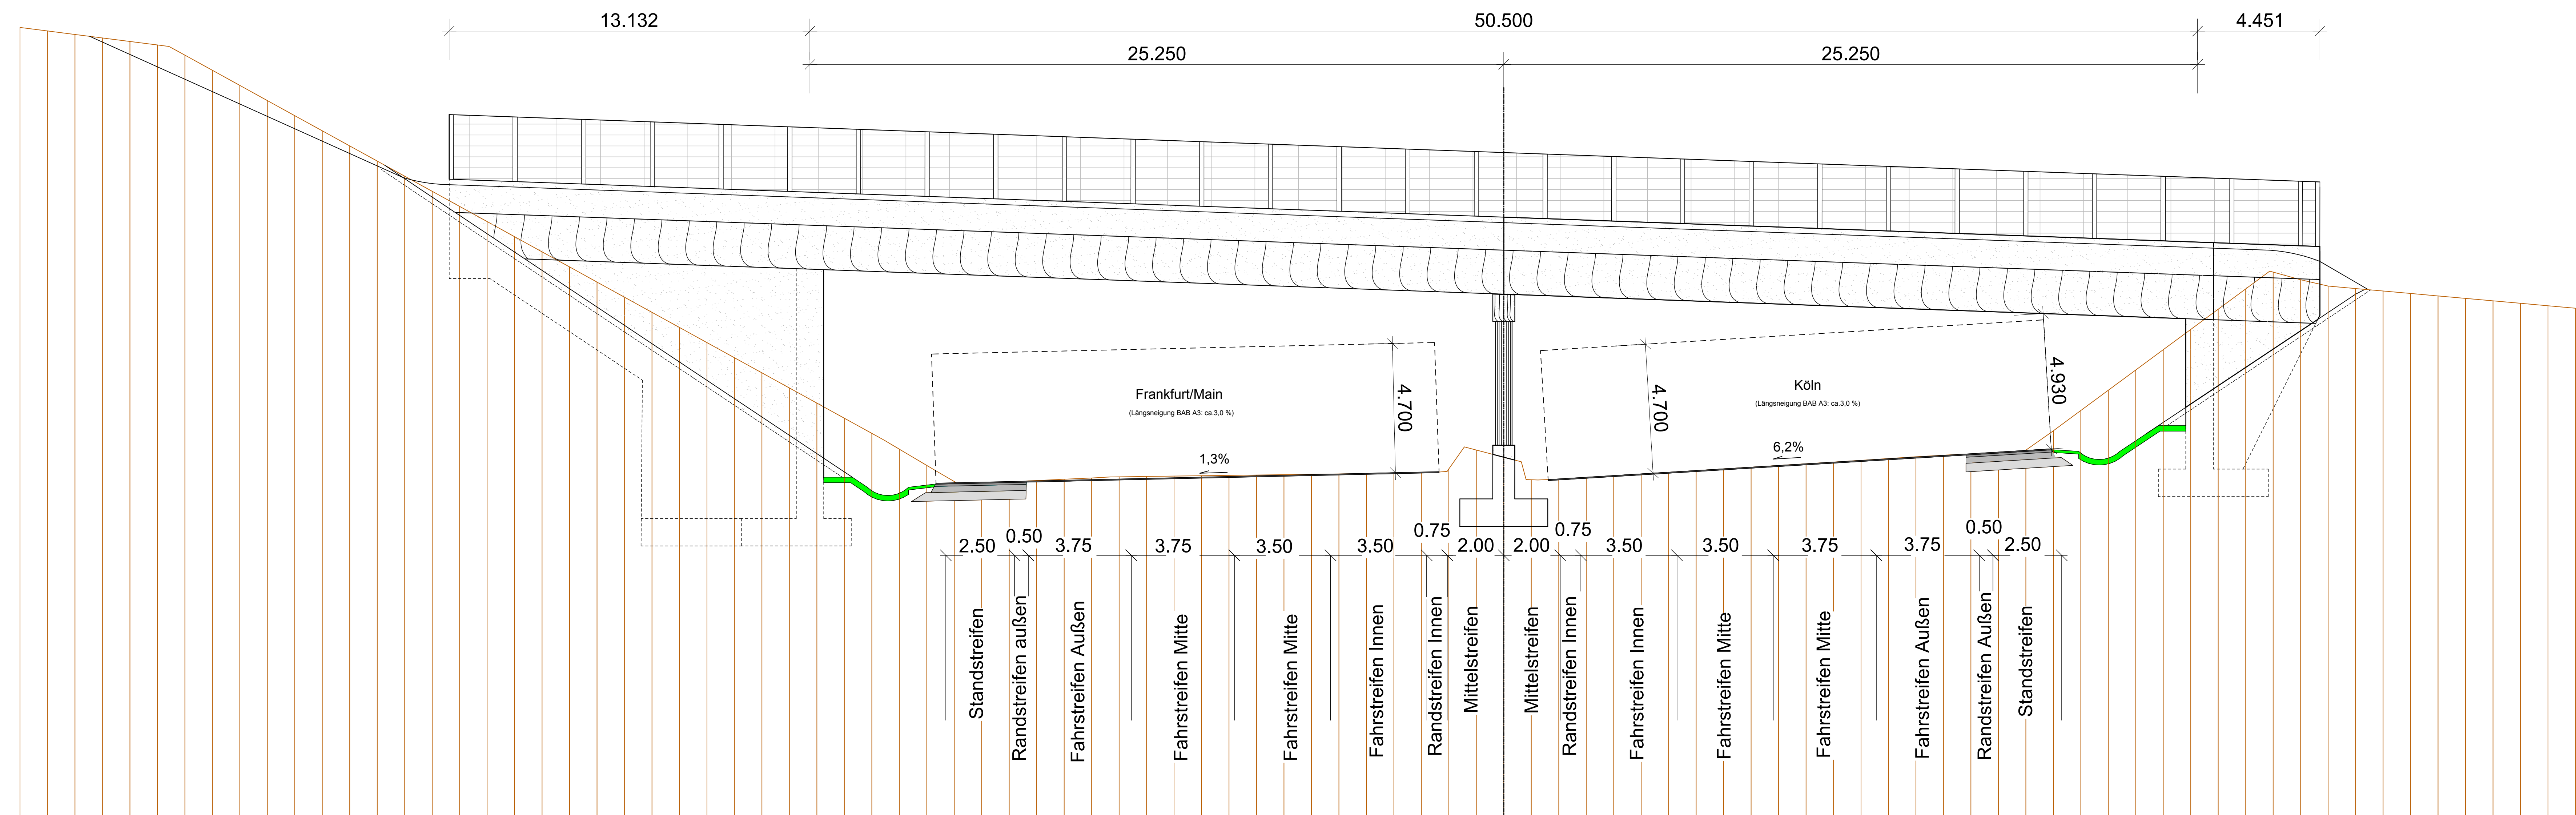 13.132
50.500
4.451
25.250
25.250
Frankfurt/Main
(Längsneigung BAB A3: ca.3,0 %)
4.700
1,3%
4.700
Köln
(Längsneigung BAB A3: ca.3,0 %)
6,2%
4.930
2.50
0.50
3.75
3.75
3.50
3.50
0.75
2.00
2.00
0.75
3.50
3.50
3.75
3.75
0.50
2.50
Standstreifen
Randstreifen außen
Fahrstreifen Außen
Fahrstreifen Mitte
Fahrstreifen Mitte
Fahrstreifen Innen
Randstreifen Innen
Mittelstreifen
Mittelstreifen
Randstreifen Innen
Fahrstreifen Innen
Fahrstreifen Mitte
Fahrstreifen Mitte
Fahrstreifen Außen
Randstreifen Außen
Standstreifen